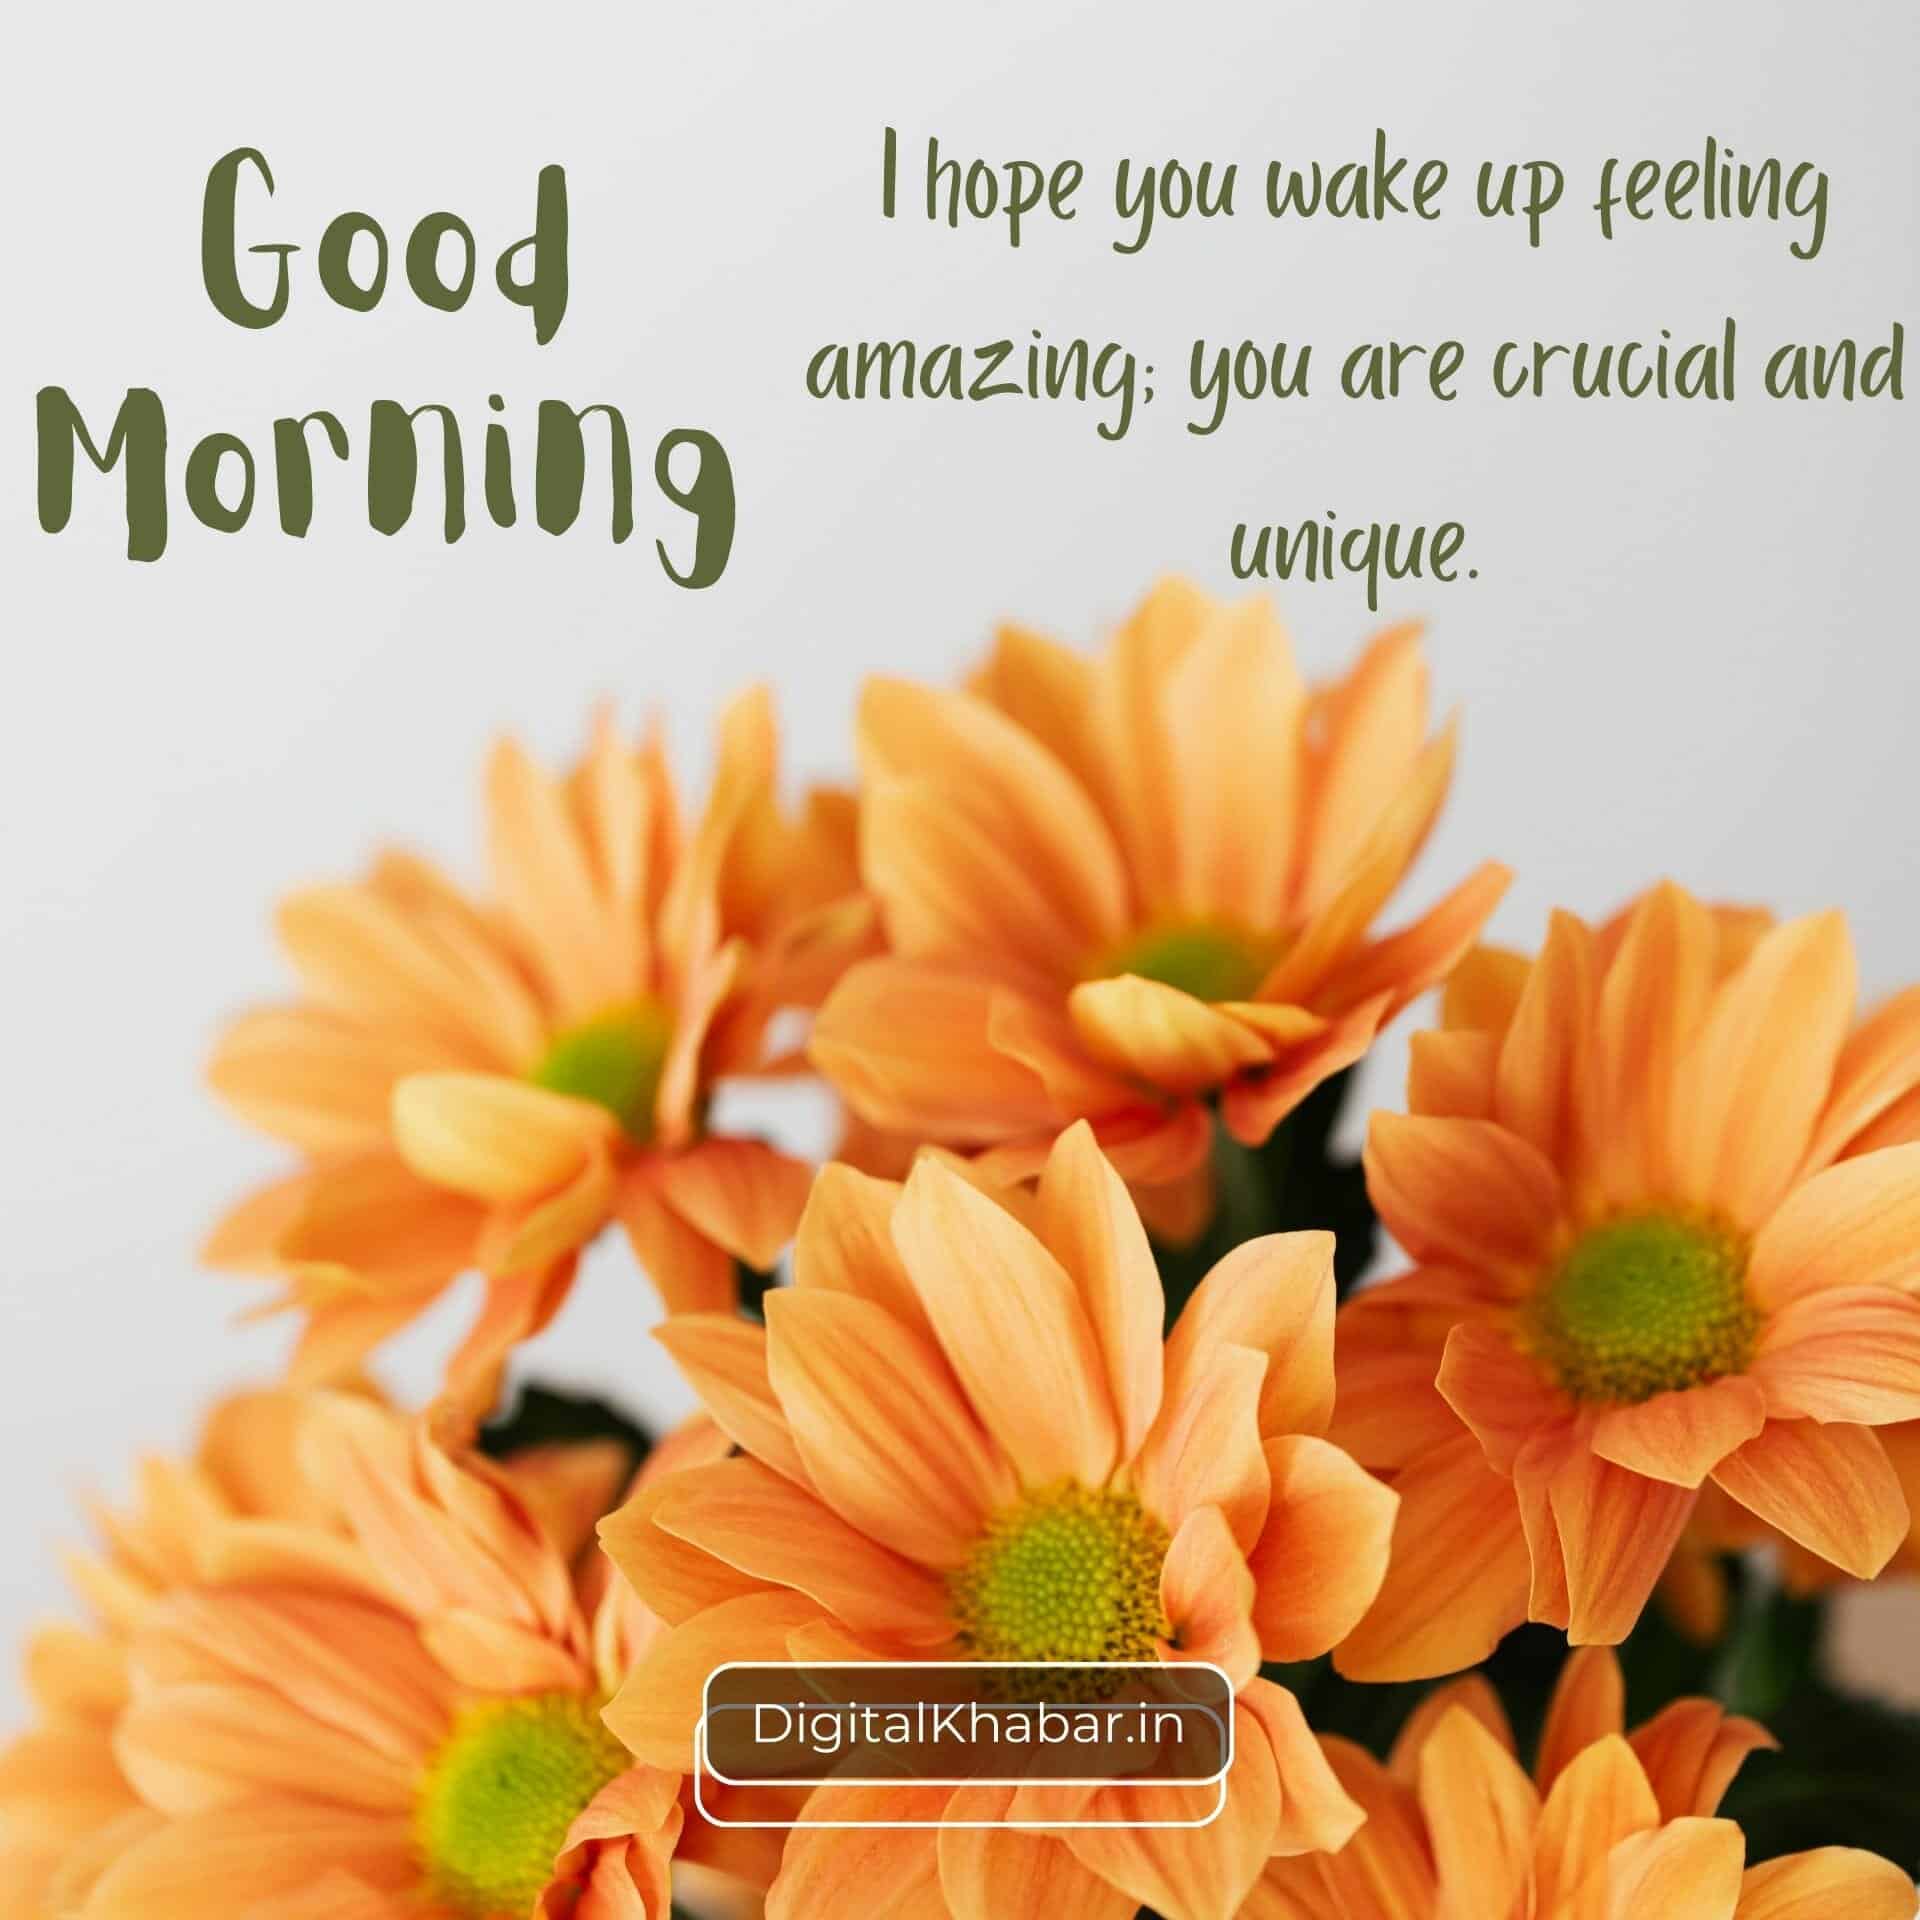 Good
Morning
I hope you wake up feeling
amazing; you are crucial and
unique.
DigitalKhabar.in